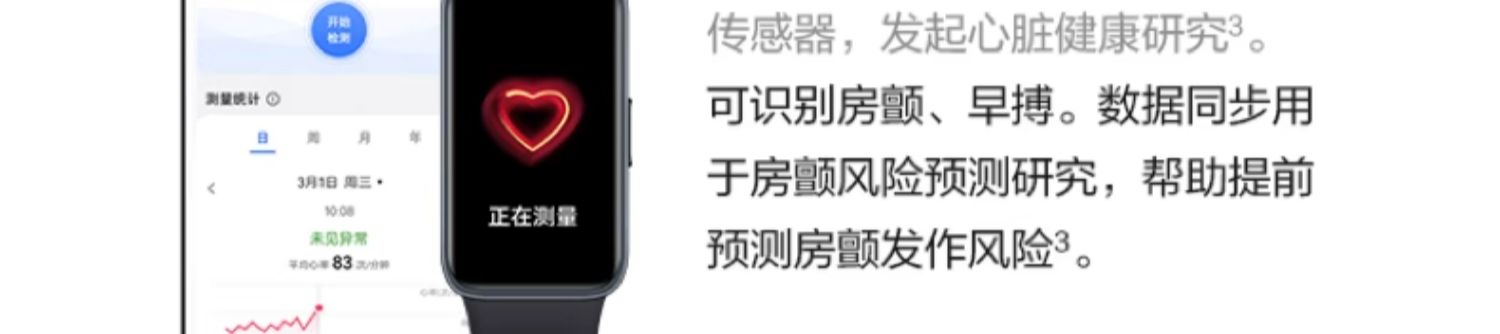 开始
检测
测量统计
日 周 月 年
3月1日 周三
10:08
未见异常
平均心率 83 次/分钟
正在测量
传感器，发起心脏健康研究³。
可识别房颤、早搏。数据同步用
于房颤风险预测研究，帮助提前
预测房颤发作风险³。